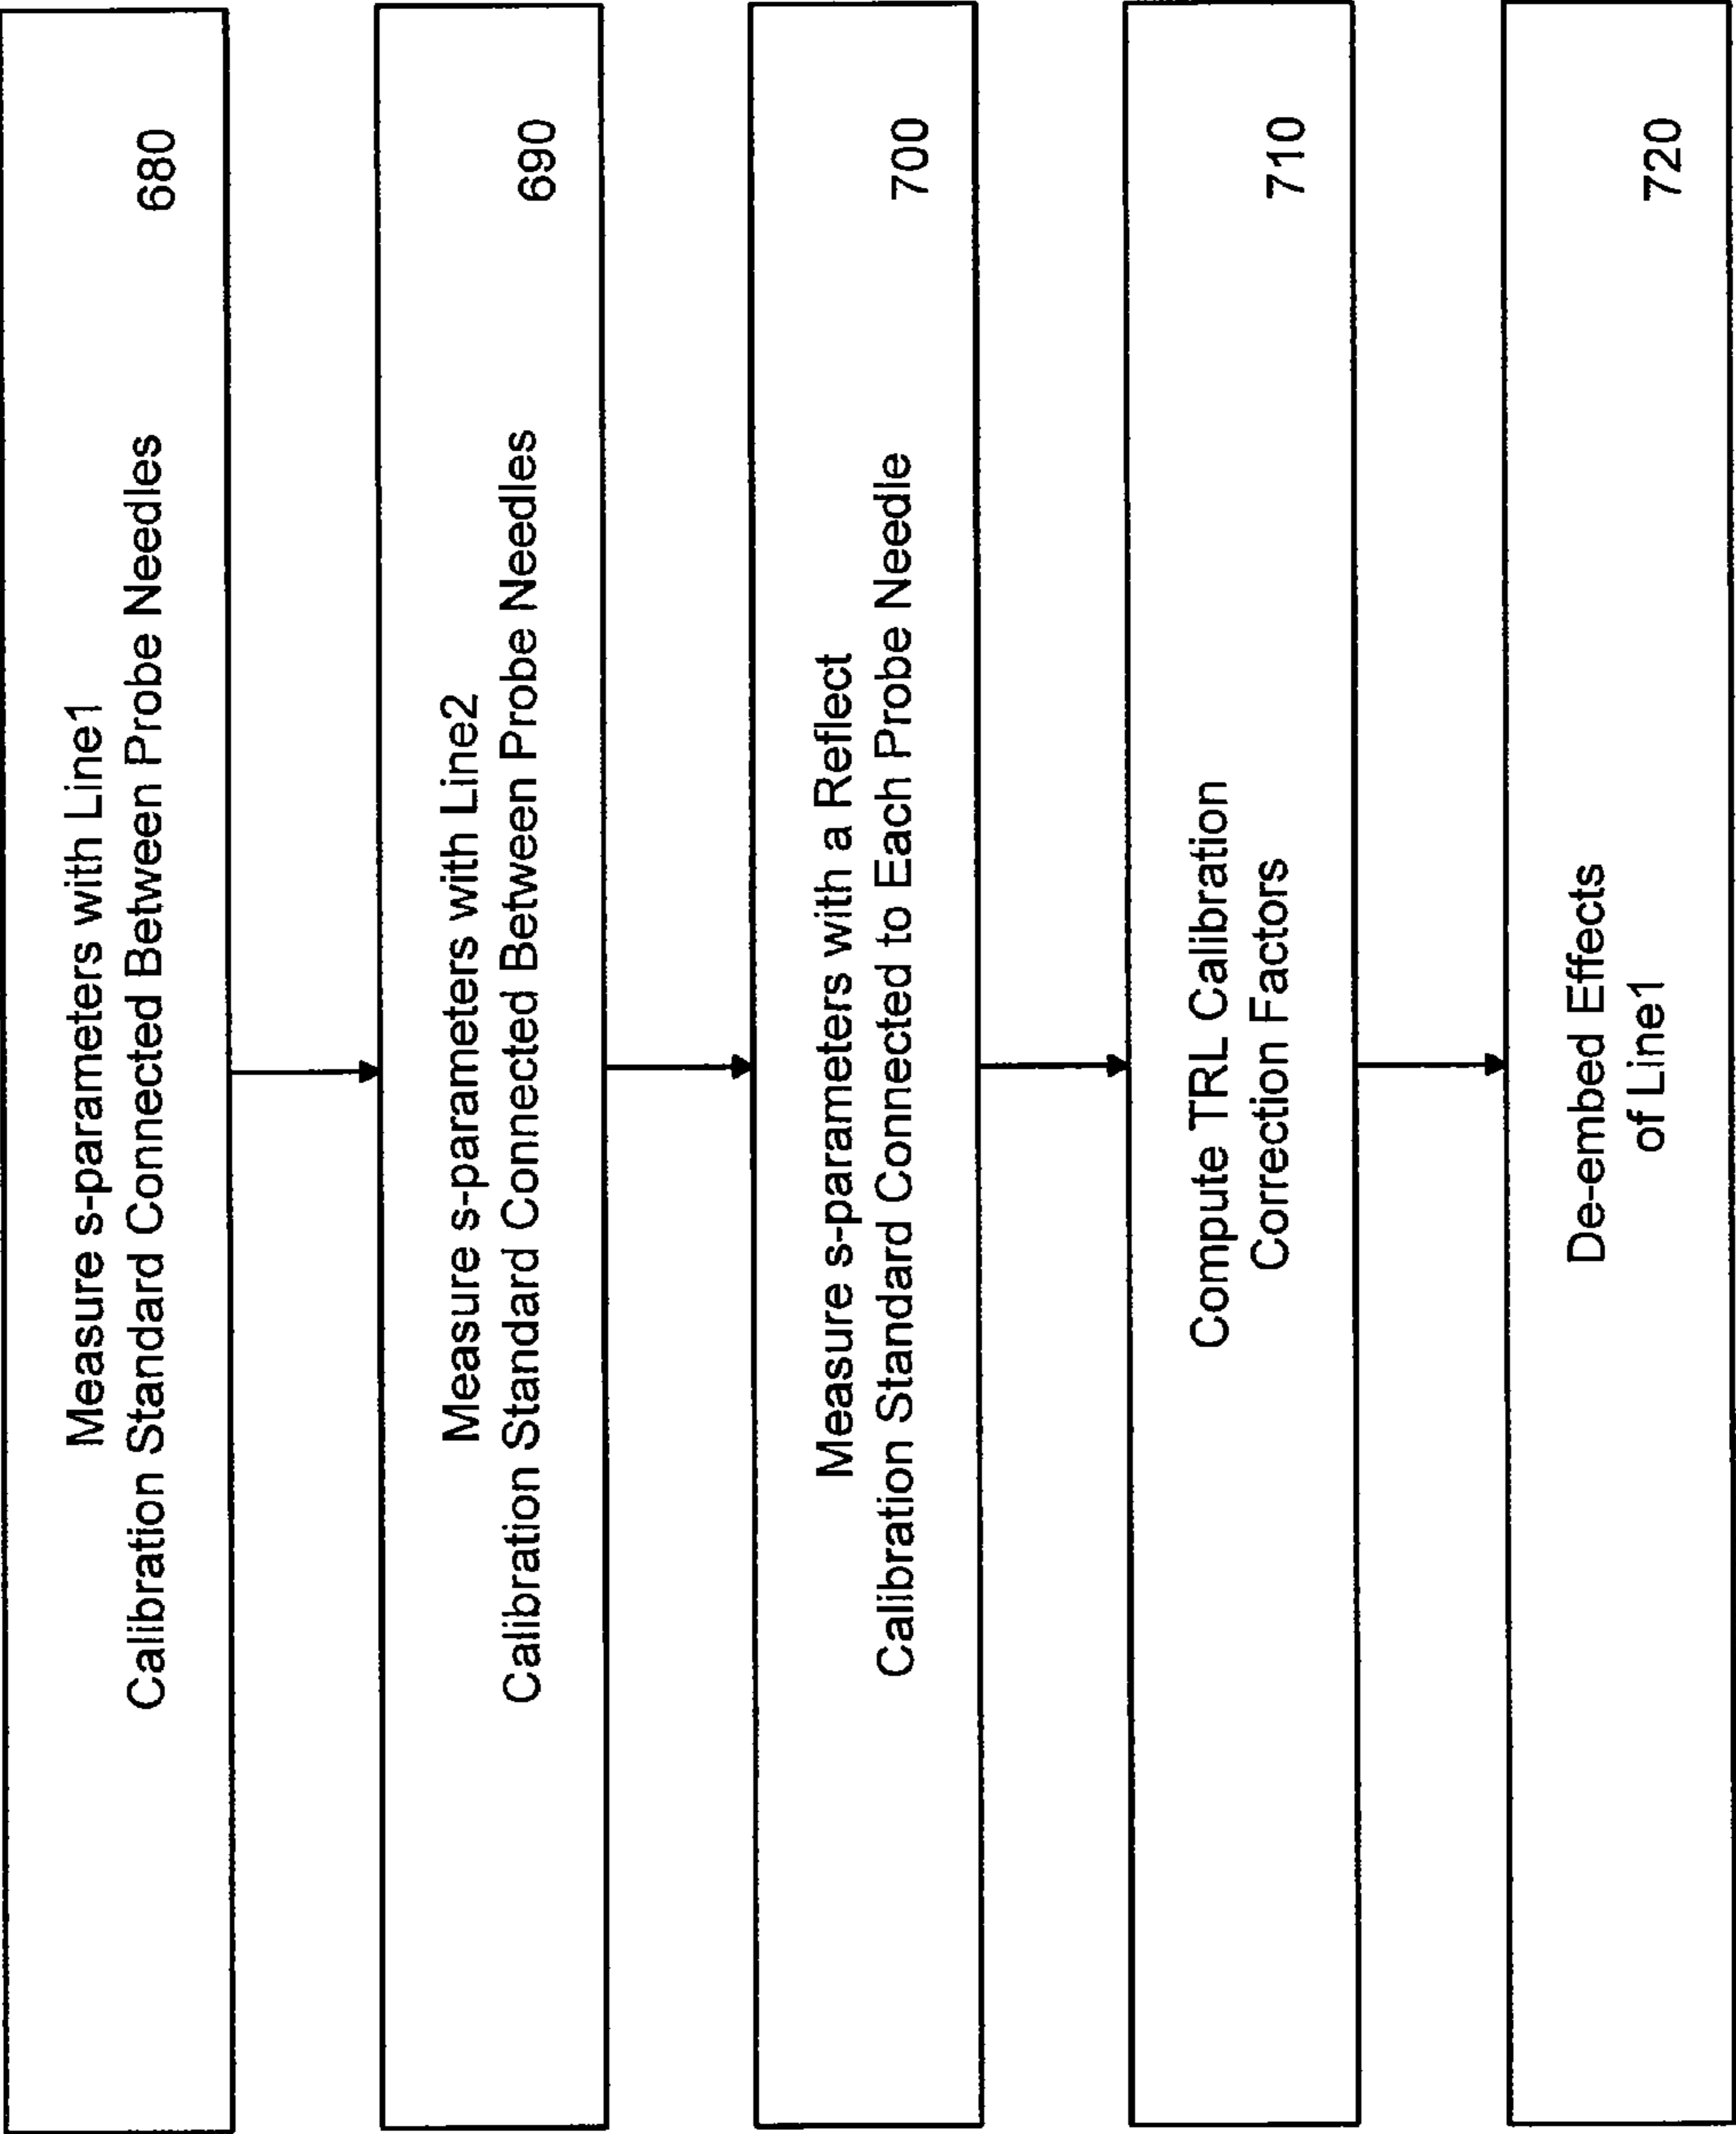 Measure s-parameters with Line1
Calibration Standard Connected Between Probe Needles
680
Measure s-parameters with Line2
Calibration Standard Connected Between Probe Needles
690
Measure s-parameters with a Reflect
Calibration Standard Connected to Each Probe Needle
700
Compute TRL Calibration
Correction Factors
710
De-embed Effects
of Line1
720